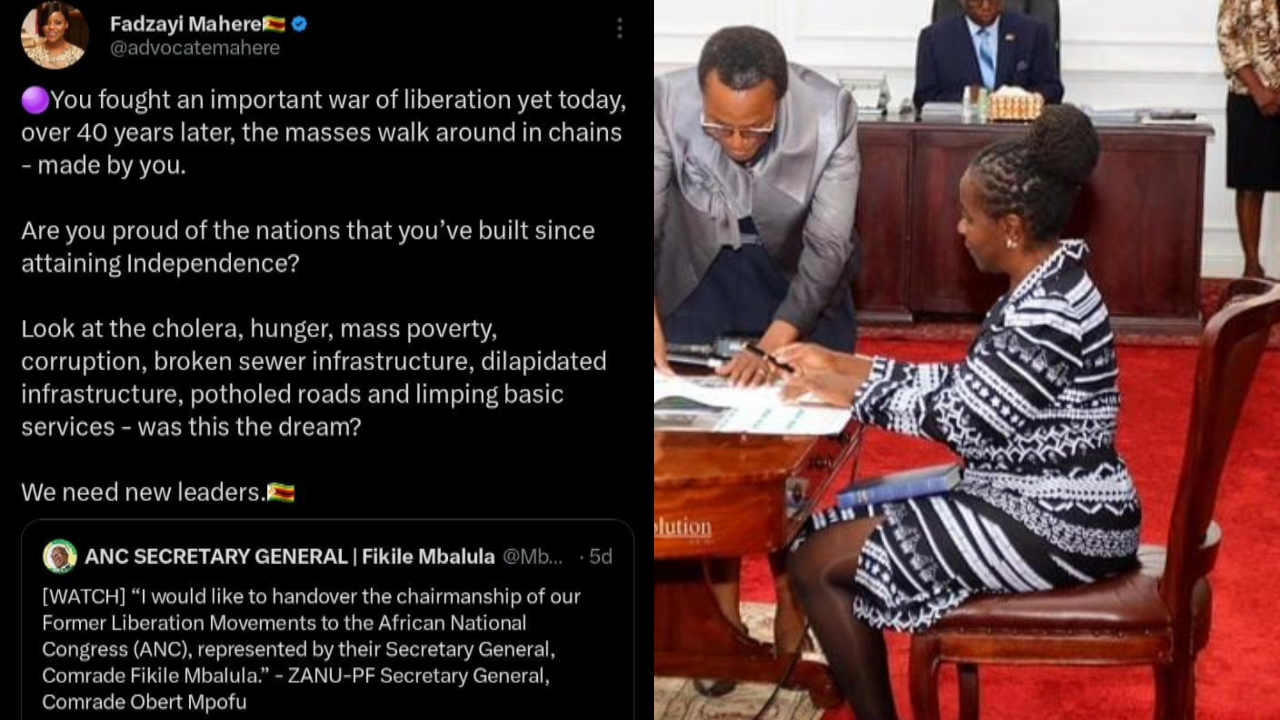 Fadzayi Mahere🇿🇼
@advocatemahere
🟣You fought an important war of liberation yet today,
over 40 years later, the masses walk around in chains
- made by you.
Are you proud of the nations that you’ve built since
attaining Independence?
Look at the cholera, hunger, mass poverty,
corruption, broken sewer infrastructure, dilapidated
infrastructure, potholed roads and limping basic
services - was this the dream?
We need new leaders.🇿🇼
ANC SECRETARY GENERAL | Fikile Mbalula @Mb... · 5d
[WATCH] “I would like to handover the chairmanship of our
Former Liberation Movements to the African National
Congress (ANC), represented by their Secretary General,
Comrade Fikile Mbalula.” - ZANU-PF Secretary General,
Comrade Obert Mpofu
olution